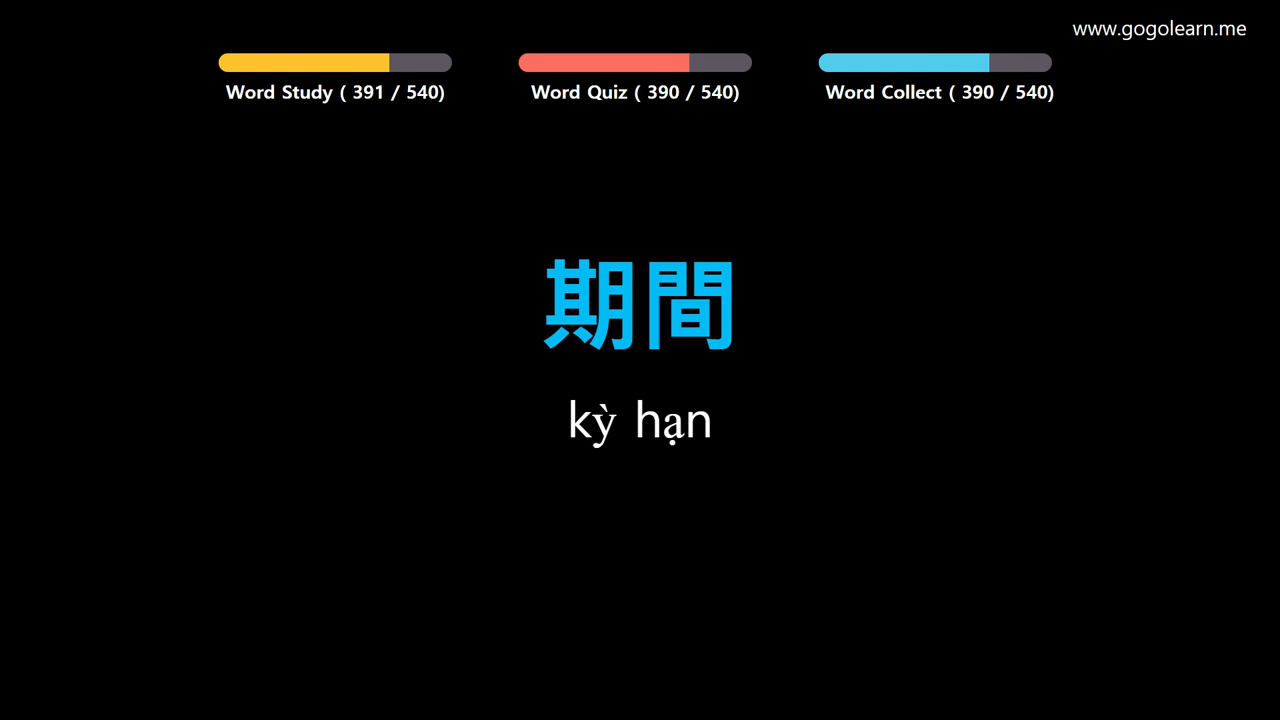 www.gogolearn.me
Word Study ( 391 / 540)
Word Quiz ( 390 / 540)
Word Collect ( 390 / 540)
期間
kỳ hạn